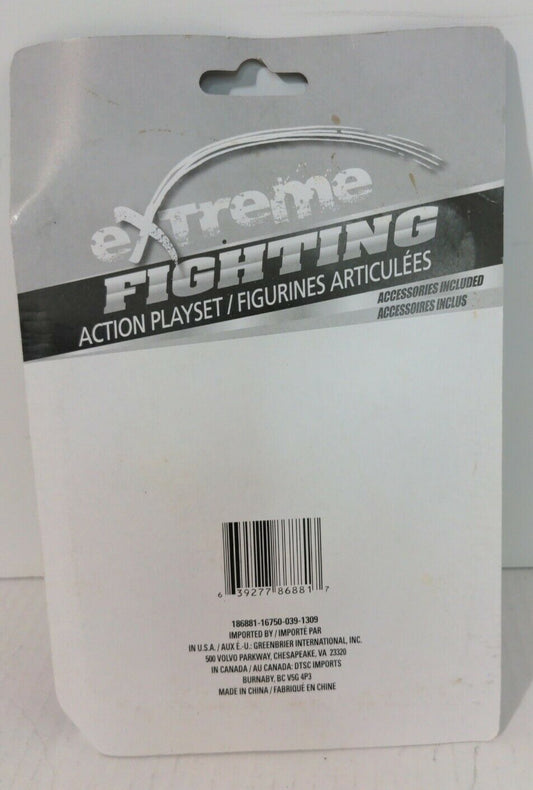 eXTreme
FIGHTING
ACTION PLAYSET / FIGURINES ARTICULÉES
ACCESSORIES INCLUDED
ACCESSOIRES INCLUS
6 39277 86881 7
186881-16750-039-1309
IMPORTED BY / IMPORTÉ PAR
IN U.S.A. / AUX É.-U.: GREENBRIER INTERNATIONAL, INC.
500 VOLVO PARKWAY, CHESAPEAKE, VA 23320
IN CANADA / AU CANADA: DTSC IMPORTS
BURNABY, BC V5G 4P3
MADE IN CHINA / FABRIQUÉ EN CHINE